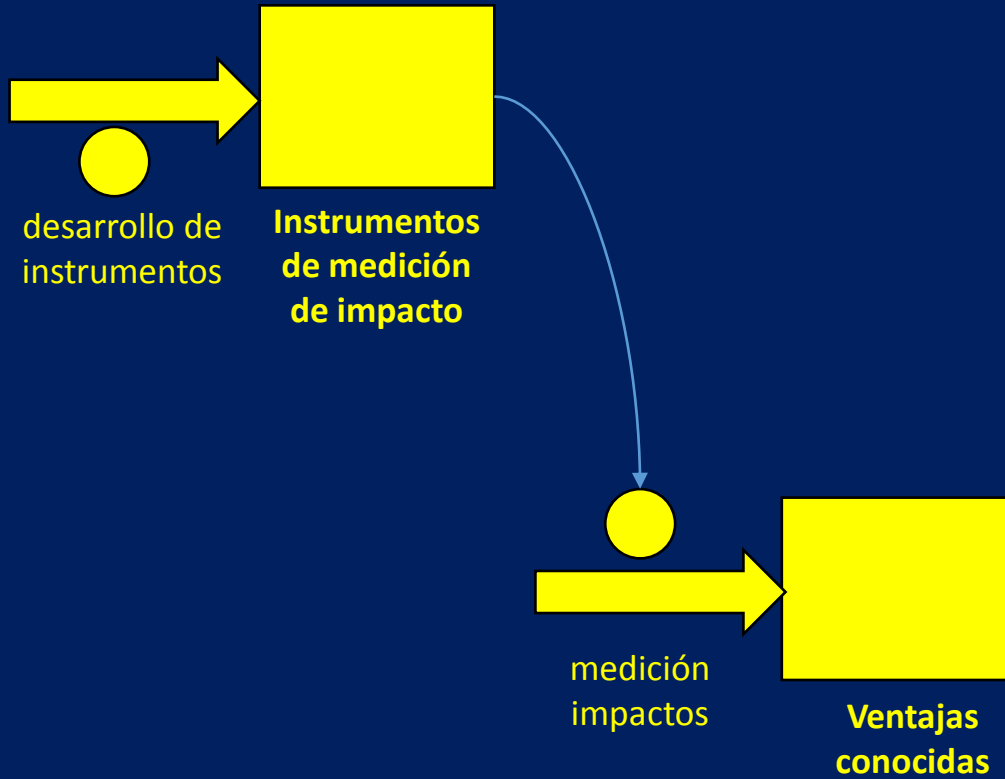 desarrollo de
instrumentos
Instrumentos
de medición
de impacto
medición
impactos
Ventajas
conocidas